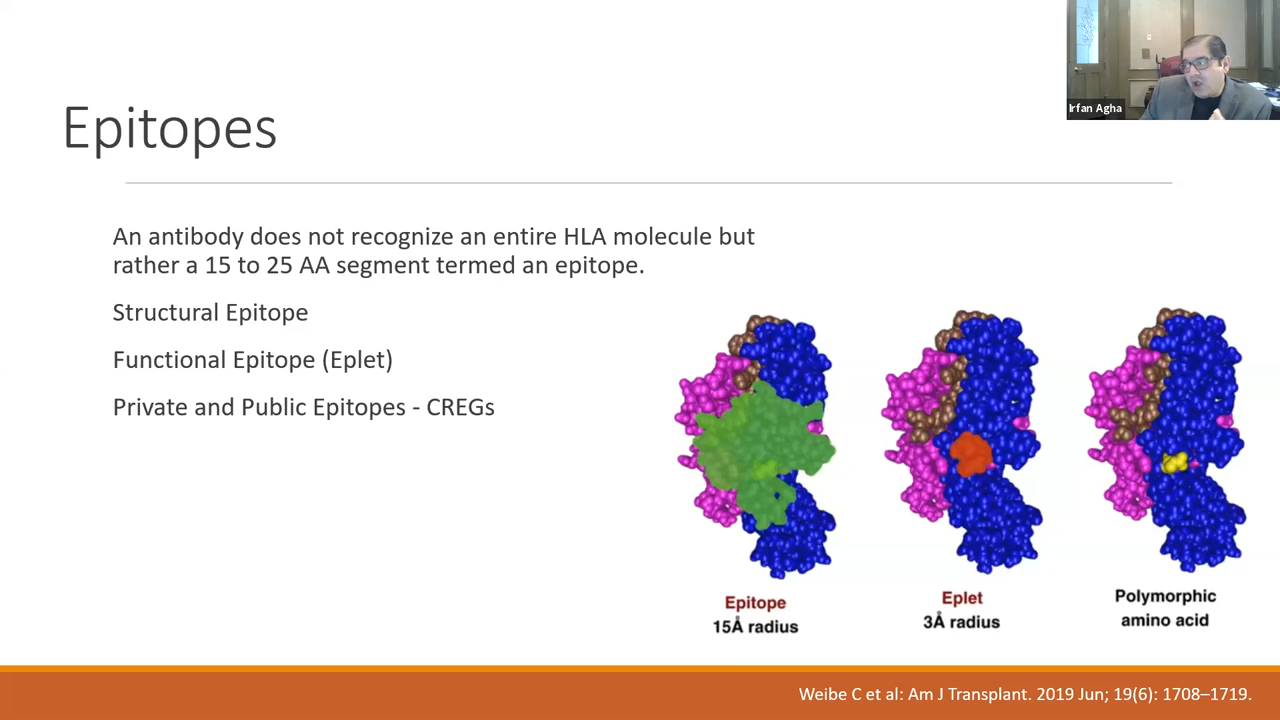 Irfan Agha
Epitopes
An antibody does not recognize an entire HLA molecule but
rather a 15 to 25 AA segment termed an epitope.
Structural Epitope
Functional Epitope (Eplet)
Private and Public Epitopes - CREGs
Epitope
15Å radius
Eplet
3Å radius
Polymorphic
amino acid
Weibe C et al: Am J Transplant. 2019 Jun; 19(6): 1708–1719.